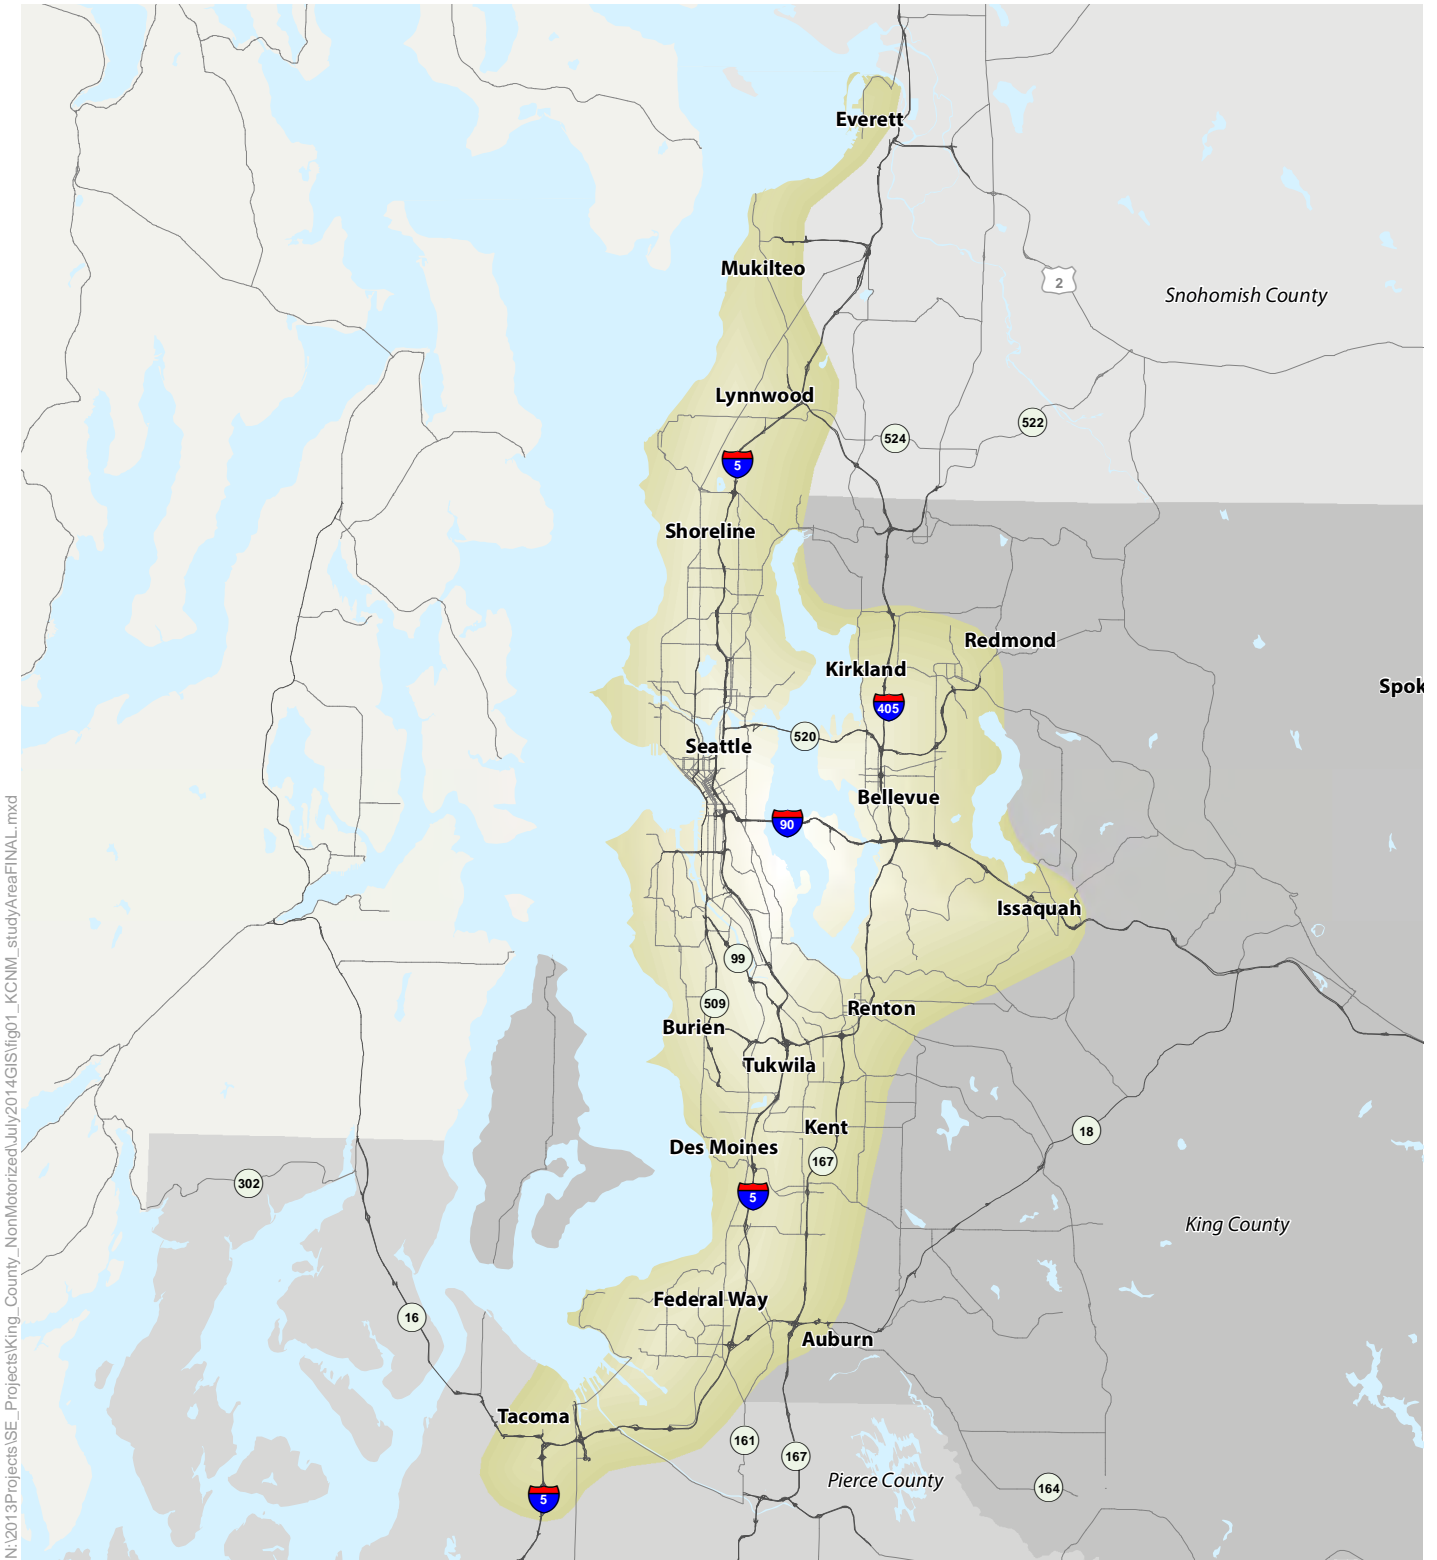 Everett
Mukilteo
2
Snohomish County
Lynnwood
522
524
5
Shoreline
Redmond
Kirkland
Spok
405
520
Seattle
Bellevue
90
Issaquah
99
509
Renton
Burien
Tukwila
Kent
18
Des Moines
167
302
5
King County
Federal Way
16
Auburn
Tacoma
161
167
Pierce County
164
5
N:\2013Projects\SE_Projects\King_County_NonMotorized\July2014GIS\fig01_KCNM_studyAreaFINAL.mxd